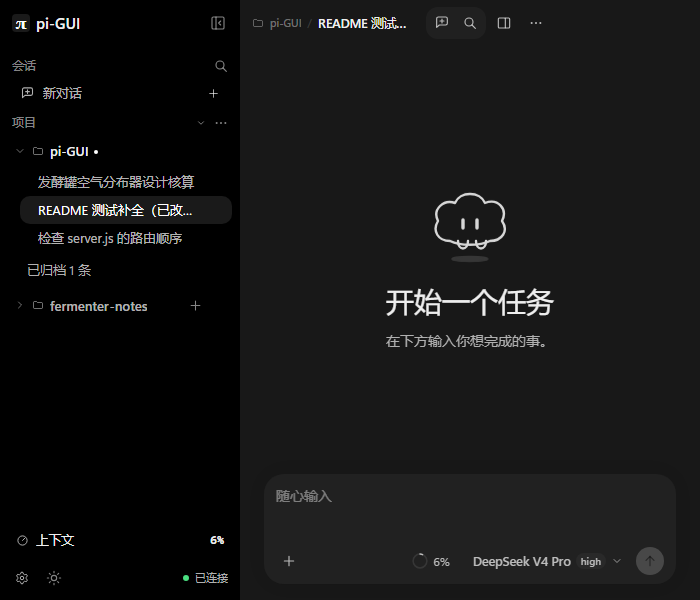 π pi-GUI
会话
新对话
项目
pi-GUI
发酵罐空气分布器设计核算
README 测试补全（已改...
检查 server.js 的路由顺序
已归档 1 条
fermenter-notes
上下文 6%
已连接
pi-GUI / README 测试...
开始一个任务
在下方输入你想完成的事。
随心输入
6% DeepSeek V4 Pro high